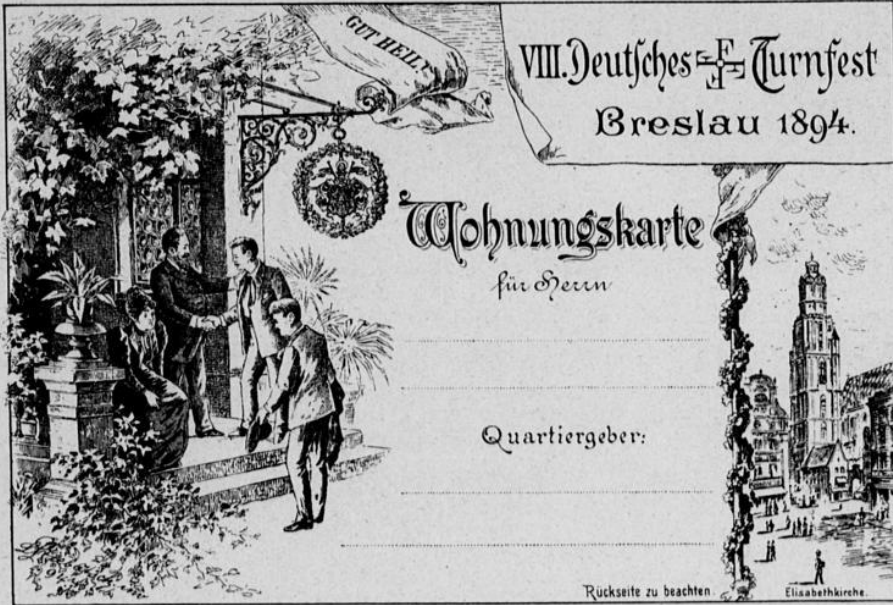 GUT HEIL!
VIII. Deutſches Turnfest
Breslau 1894.
Wohnungskarte
für Herrn
Quartiergeber:
Rückseite zu beachten.
Elisabethkirche.